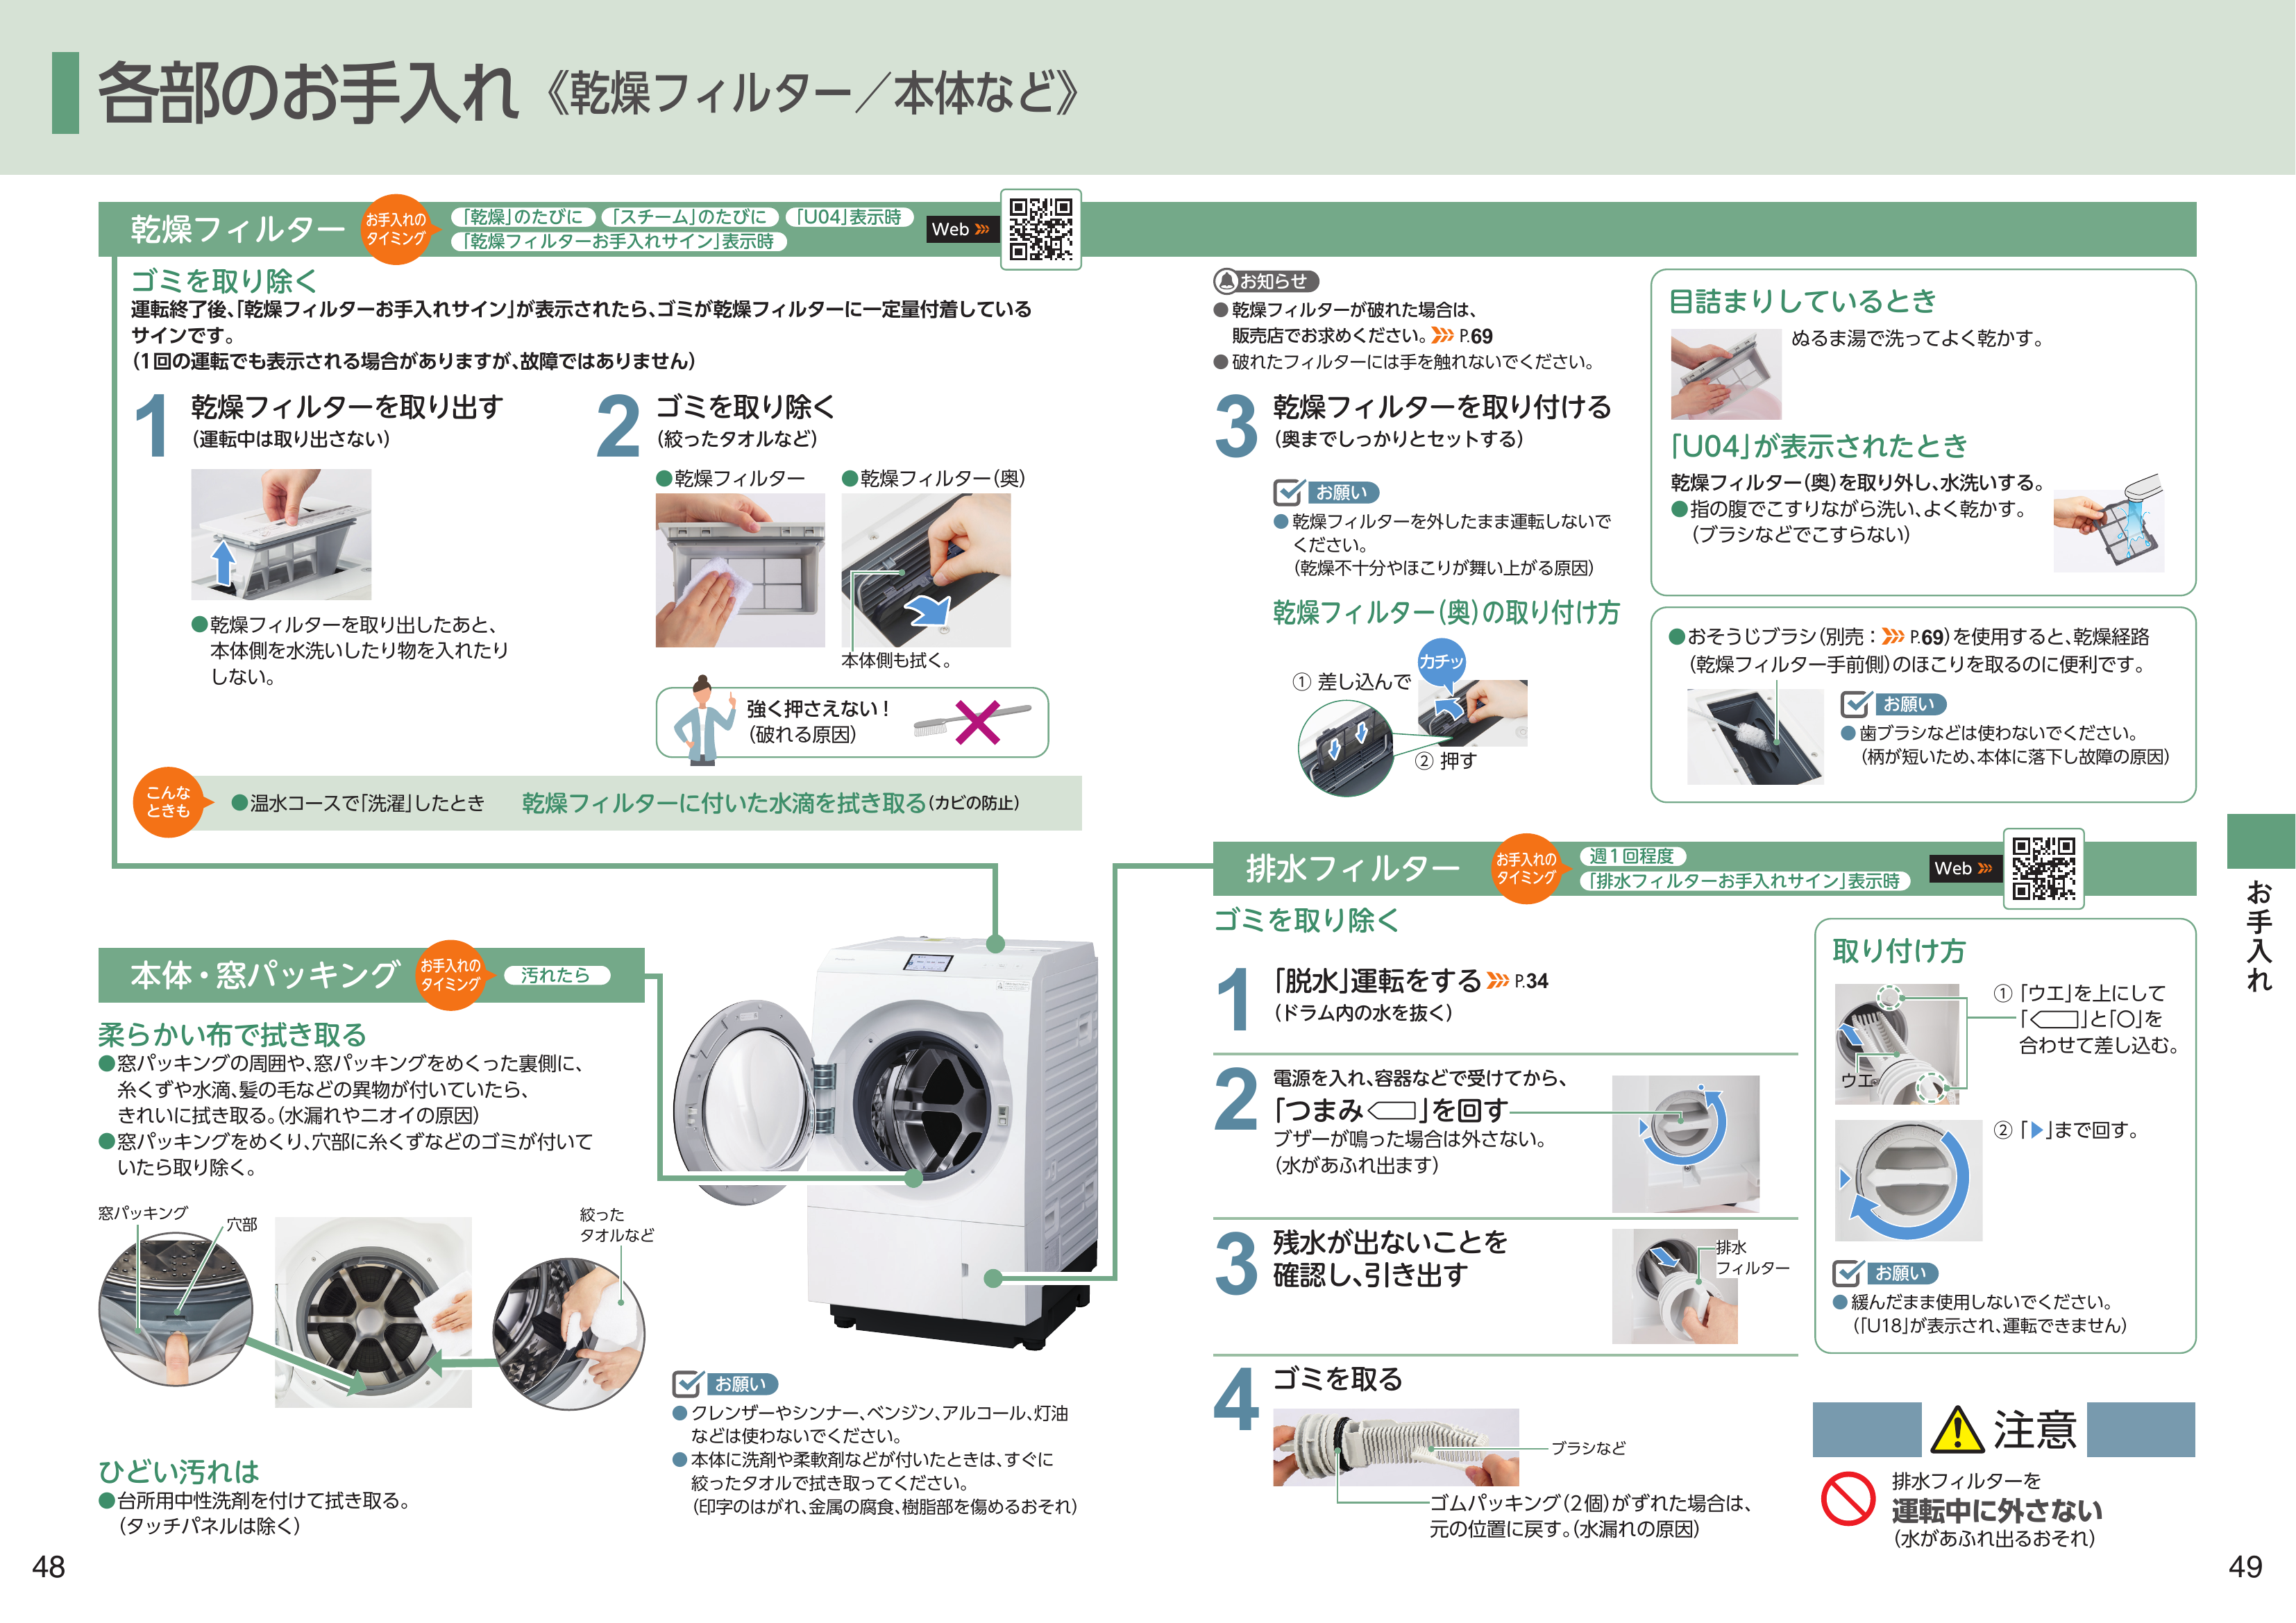 各部のお手入れ《乾燥フィルター／本体など》
乾燥フィルター
お手入れの
タイミング
「乾燥」のたびに 「スチーム」のたびに 「U04」表示時
「乾燥フィルターお手入れサイン」表示時
Web
ゴミを取り除く
運転終了後、「乾燥フィルターお手入れサイン」が表示されたら、ゴミが乾燥フィルターに一定量付着している
サインです。
（1回の運転でも表示される場合がありますが、故障ではありません）
1 乾燥フィルターを取り出す
（運転中は取り出さない）
●乾燥フィルターを取り出したあと、
本体側を水洗いしたり物を入れたり
しない。
2 ゴミを取り除く
（絞ったタオルなど）
●乾燥フィルター
●乾燥フィルター（奥）
本体側も拭く。
強く押さえない！
（破れる原因）
こんな
ときも
●温水コースで「洗濯」したとき 乾燥フィルターに付いた水滴を拭き取る（カビの防止）
お知らせ
●乾燥フィルターが破れた場合は、
販売店でお求めください。 P.69
●破れたフィルターには手を触れないでください。
3 乾燥フィルターを取り付ける
（奥までしっかりとセットする）
お願い
●乾燥フィルターを外したまま運転しないで
ください。
（乾燥不十分やほこりが舞い上がる原因）
乾燥フィルター（奥）の取り付け方
カチッ
① 差し込んで
② 押す
目詰まりしているとき
ぬるま湯で洗ってよく乾かす。
「U04」が表示されたとき
乾燥フィルター（奥）を取り外し、水洗いする。
●指の腹でこすりながら洗い、よく乾かす。
（ブラシなどでこすらない）
●おそうじブラシ（別売： P.69）を使用すると、乾燥経路
（乾燥フィルター手前側）のほこりを取るのに便利です。
お願い
●歯ブラシなどは使わないでください。
（柄が短いため、本体に落下し故障の原因）
本体・窓パッキング
お手入れの
タイミング
汚れたら
柔らかい布で拭き取る
●窓パッキングの周囲や、窓パッキングをめくった裏側に、
糸くずや水滴、髪の毛などの異物が付いていたら、
きれいに拭き取る。（水漏れやニオイの原因）
●窓パッキングをめくり、穴部に糸くずなどのゴミが付いて
いたら取り除く。
窓パッキング
穴部
絞った
タオルなど
ひどい汚れは
●台所用中性洗剤を付けて拭き取る。
（タッチパネルは除く）
お願い
●クレンザーやシンナー、ベンジン、アルコール、灯油
などは使わないでください。
●本体に洗剤や柔軟剤などが付いたときは、すぐに
絞ったタオルで拭き取ってください。
（印字のはがれ、金属の腐食、樹脂部を傷めるおそれ）
排水フィルター
お手入れの
タイミング
週1回程度
「排水フィルターお手入れサイン」表示時
Web
ゴミを取り除く
1 「脱水」運転をする P.34
（ドラム内の水を抜く）
2 電源を入れ、容器などで受けてから、
「つまみ」を回す
ブザーが鳴った場合は外さない。
（水があふれ出ます）
3 残水が出ないことを
確認し、引き出す
排水
フィルター
4 ゴミを取る
ブラシなど
ゴムパッキング（2個）がずれた場合は、
元の位置に戻す。（水漏れの原因）
取り付け方
① 「ウエ」を上にして
「」と「○」を
合わせて差し込む。
ウエ
② 「▶」まで回す。
お願い
●緩んだまま使用しないでください。
（「U18」が表示され、運転できません）
注意
排水フィルターを
運転中に外さない
（水があふれ出るおそれ）
お手入れ
48
49